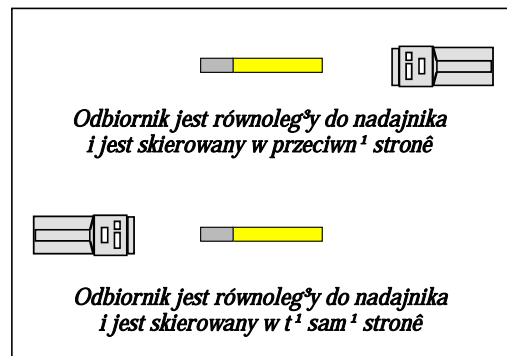 Odbiornik jest równoleg³y do nadajnika
i jest skierowany w przeciwn¹ stronê
Odbiornik jest równoleg³y do nadajnika
i jest skierowany w t¹ sam¹ stronê